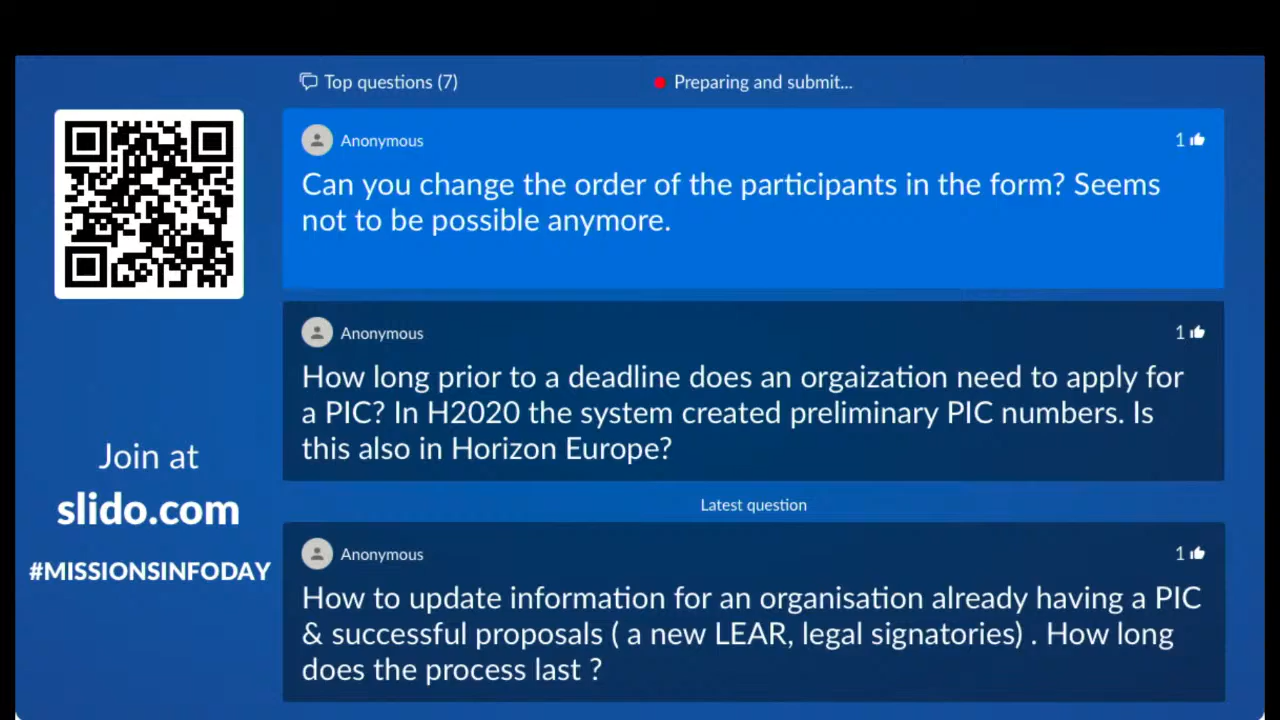 Top questions (7)
Preparing and submit...
Anonymous
1
Can you change the order of the participants in the form? Seems
not to be possible anymore.
Anonymous
1
How long prior to a deadline does an orgaization need to apply for
a PIC? In H2020 the system created preliminary PIC numbers. Is
this also in Horizon Europe?
Join at
slido.com
#MISSIONSINFODAY
Latest question
Anonymous
1
How to update information for an organisation already having a PIC
& successful proposals ( a new LEAR, legal signatories) . How long
does the process last ?